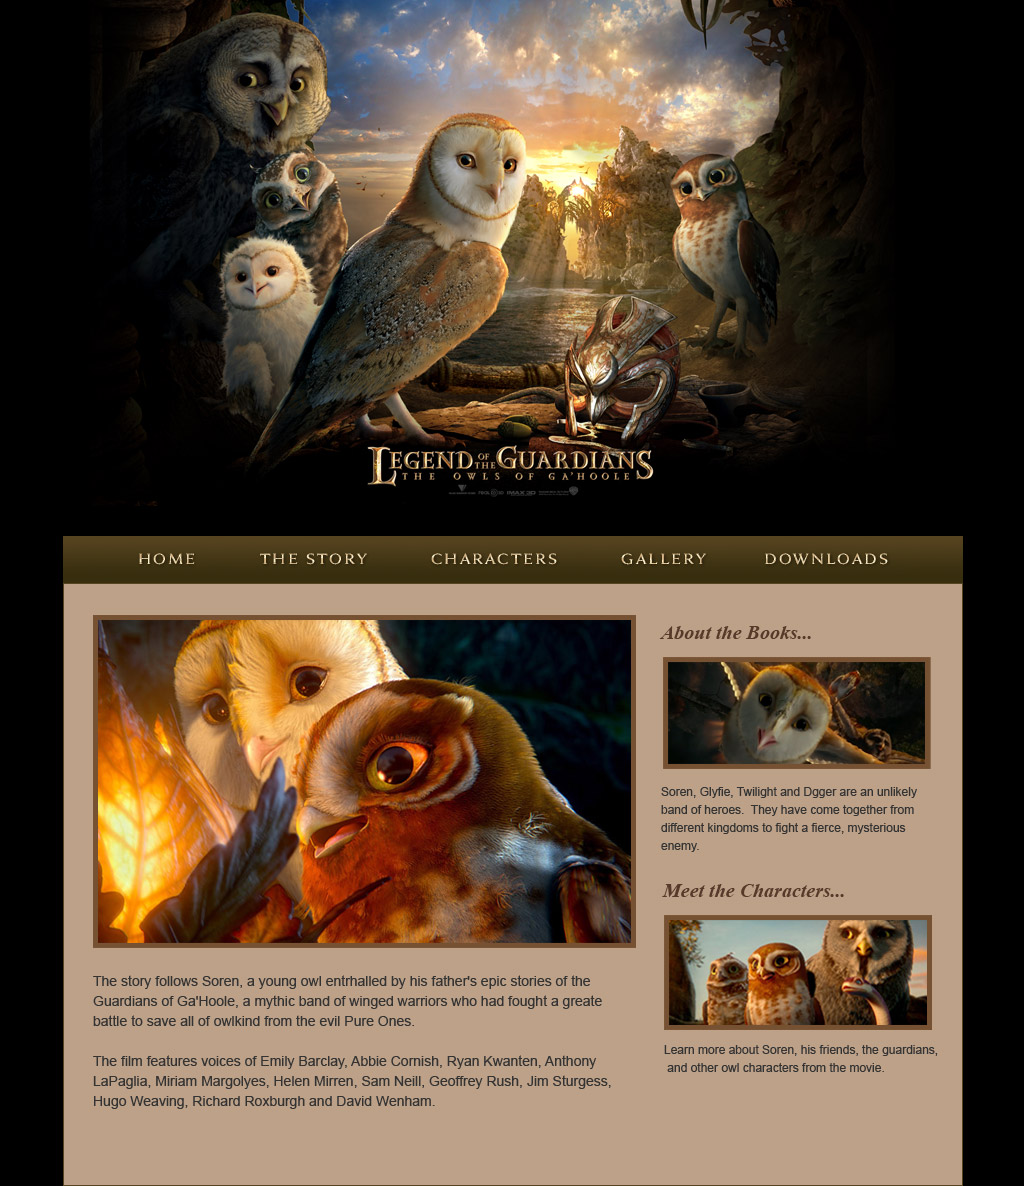 LEGEND OF THE GUARDIANS
THE OWLS OF GA'HOOLE
HOME THE STORY CHARACTERS GALLERY DOWNLOADS
The story follows Soren, a young owl entrhalled by his father's epic stories of the
Guardians of Ga'Hoole, a mythic band of winged warriors who had fought a greate
battle to save all of owlkind from the evil Pure Ones.
The film features voices of Emily Barclay, Abbie Cornish, Ryan Kwanten, Anthony
LaPaglia, Miriam Margolyes, Helen Mirren, Sam Neill, Geoffrey Rush, Jim Sturgess,
Hugo Weaving, Richard Roxburgh and David Wenham.
About the Books...
Soren, Glyfie, Twilight and Dgger are an unlikely
band of heroes.  They have come together from
different kingdoms to fight a fierce, mysterious
enemy.
Meet the Characters...
Learn more about Soren, his friends, the guardians,
and other owl characters from the movie.